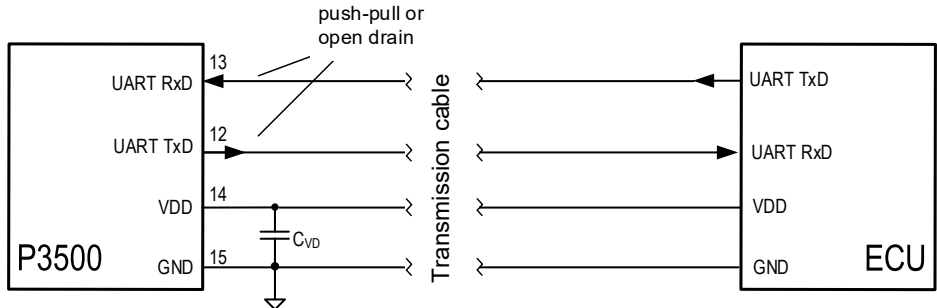 push-pull or
open drain
13
UART RxD
UART TxD
12
UART TxD
UART RxD
14
VDD
VDD
CVD
15
GND
GND
P3500
ECU
Transmission cable